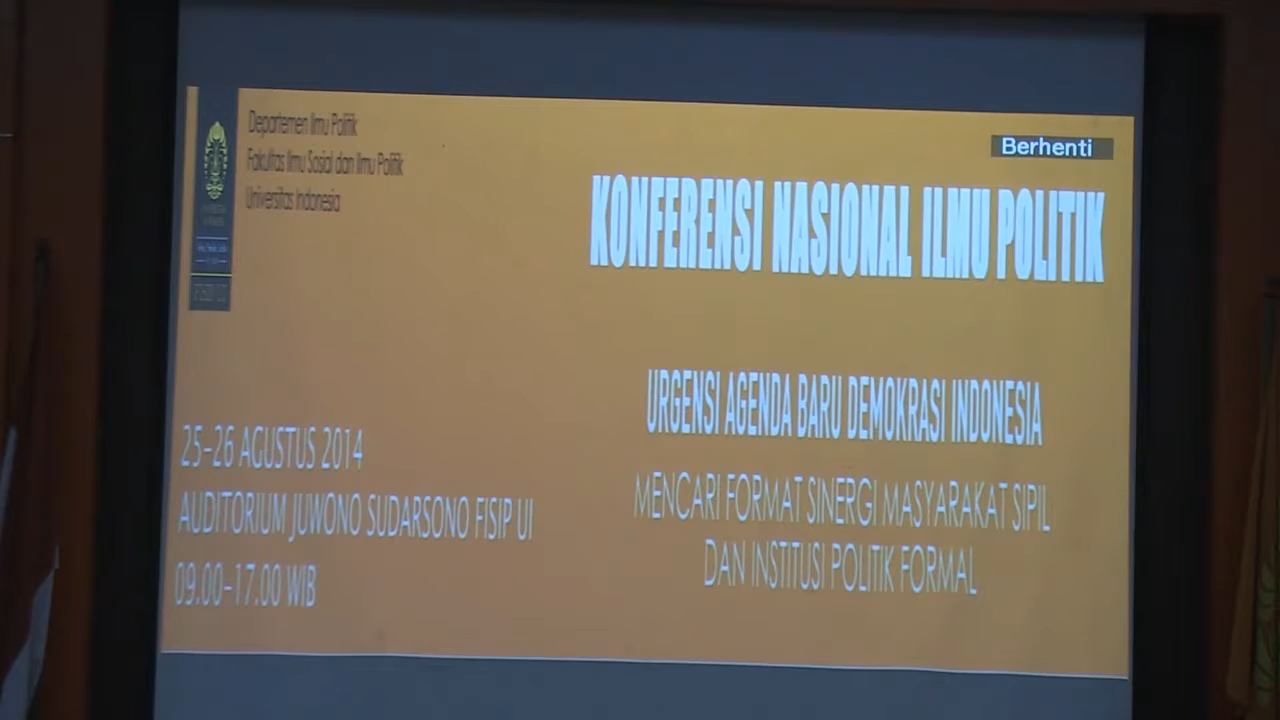 Departemen Ilmu Politik
Fakultas Ilmu Sosial dan Ilmu Politik
Universitas Indonesia
Berhenti
KONFERENSI NASIONAL ILMU POLITIK
URGENSI AGENDA BARU DEMOKRASI INDONESIA
MENCARI FORMAT SINERGI MASYARAKAT SIPIL
DAN INSTITUSI POLITIK FORMAL
25-26 AGUSTUS 2014
AUDITORIUM JUWONO SUDARSONO FISIP UI
09.00-17.00 WIB